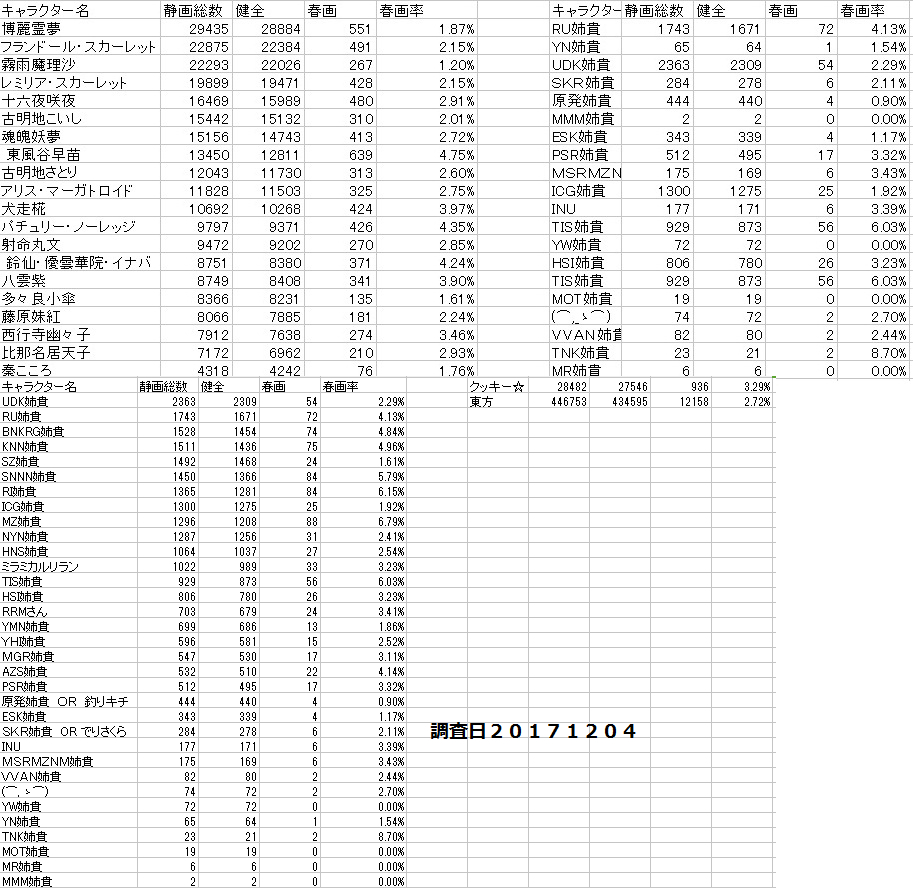 キャラクター名 静画総数 健全 春画 春画率
博麗霊夢 29435 28884 551 1.87%
フランドール・スカーレット 22875 22384 491 2.15%
霧雨魔理沙 22293 22026 267 1.20%
レミリア・スカーレット 19899 19471 428 2.15%
十六夜咲夜 16469 15989 480 2.91%
古明地こいし 15442 15132 310 2.01%
魂魄妖夢 15156 14743 413 2.72%
東風谷早苗 13450 12811 639 4.75%
古明地さとり 12043 11730 313 2.60%
アリス・マーガトロイド 11828 11503 325 2.75%
犬走椛 10692 10268 424 3.97%
パチュリー・ノーレッジ 9797 9371 426 4.35%
射命丸文 9472 9202 270 2.85%
鈴仙・優曇華院・イナバ 8751 8380 371 4.24%
八雲紫 8749 8408 341 3.90%
多々良小傘 8366 8231 135 1.61%
藤原妹紅 8066 7885 181 2.24%
西行寺幽々子 7912 7638 274 3.46%
比那名居天子 7172 6962 210 2.93%
秦こころ 4318 4242 76 1.76%
キャラクター 静画総数 健全 春画 春画率
RU姉貴 1743 1671 72 4.13%
YN姉貴 65 64 1 1.54%
UDK姉貴 2363 2309 54 2.29%
SKR姉貴 284 278 6 2.11%
原発姉貴 444 440 4 0.90%
MMM姉貴 2 2 0 0.00%
ESK姉貴 343 339 4 1.17%
PSR姉貴 512 495 17 3.32%
MSRMZN 175 169 6 3.43%
ICG姉貴 1300 1275 25 1.92%
INU 177 171 6 3.39%
TIS姉貴 929 873 56 6.03%
YW姉貴 72 72 0 0.00%
HSI姉貴 806 780 26 3.23%
TIS姉貴 929 873 56 6.03%
MOT姉貴 19 19 0 0.00%
(⌒,_ゝ⌒) 74 72 2 2.70%
VVAN姉貴 82 80 2 2.44%
TNK姉貴 23 21 2 8.70%
MR姉貴 6 6 0 0.00%
キャラクター名 静画総数 健全 春画 春画率
UDK姉貴 2363 2309 54 2.29%
RU姉貴 1743 1671 72 4.13%
BNKRG姉貴 1528 1454 74 4.84%
KNN姉貴 1511 1436 75 4.96%
SZ姉貴 1492 1468 24 1.61%
SNNN姉貴 1450 1366 84 5.79%
RI姉貴 1365 1281 84 6.15%
ICG姉貴 1300 1275 25 1.92%
MZ姉貴 1296 1208 88 6.79%
NYN姉貴 1287 1256 31 2.41%
HNS姉貴 1064 1037 27 2.54%
ミラミカルリラン 1022 989 33 3.23%
TIS姉貴 929 873 56 6.03%
HSI姉貴 806 780 26 3.23%
RRMさん 703 679 24 3.41%
YMN姉貴 699 686 13 1.86%
YHI姉貴 596 581 15 2.52%
MGR姉貴 547 530 17 3.11%
AZS姉貴 532 510 22 4.14%
PSR姉貴 512 495 17 3.32%
原発姉貴 OR 釣りキチ 444 440 4 0.90%
ESK姉貴 343 339 4 1.17%
SKR姉貴 OR でりさくら 284 278 6 2.11%
INU 177 171 6 3.39%
MSRMZNM姉貴 175 169 6 3.43%
VVAN姉貴 82 80 2 2.44%
(⌒,ゝ⌒) 74 72 2 2.70%
YW姉貴 72 72 0 0.00%
YN姉貴 65 64 1 1.54%
TNK姉貴 23 21 2 8.70%
MOT姉貴 19 19 0 0.00%
MR姉貴 6 6 0 0.00%
MMM姉貴 2 2 0 0.00%
クッキー☆ 28482 27546 936 3.29%
東方 446753 434595 12158 2.72%
調査日20171204